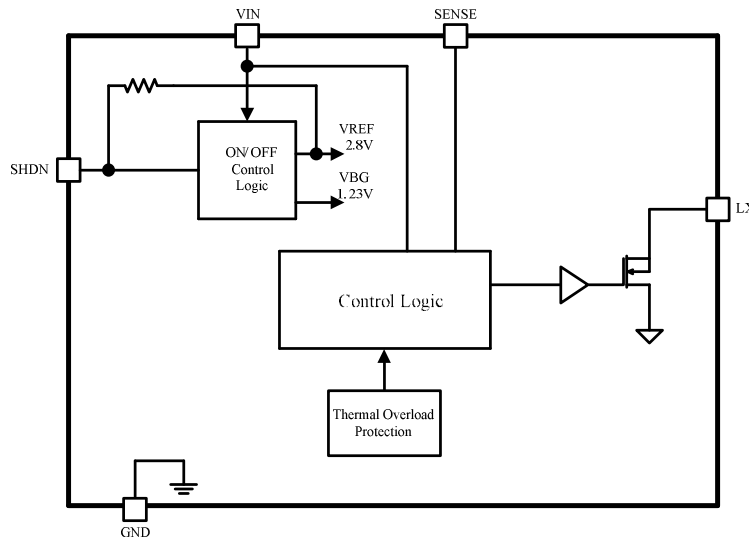 VIN
SENSE
VREF
2.8V
ON/OFF
Control
Logic
SHDN
VBG
1.23V
LX
Control Logic
Thermal Overload
Protection
GND